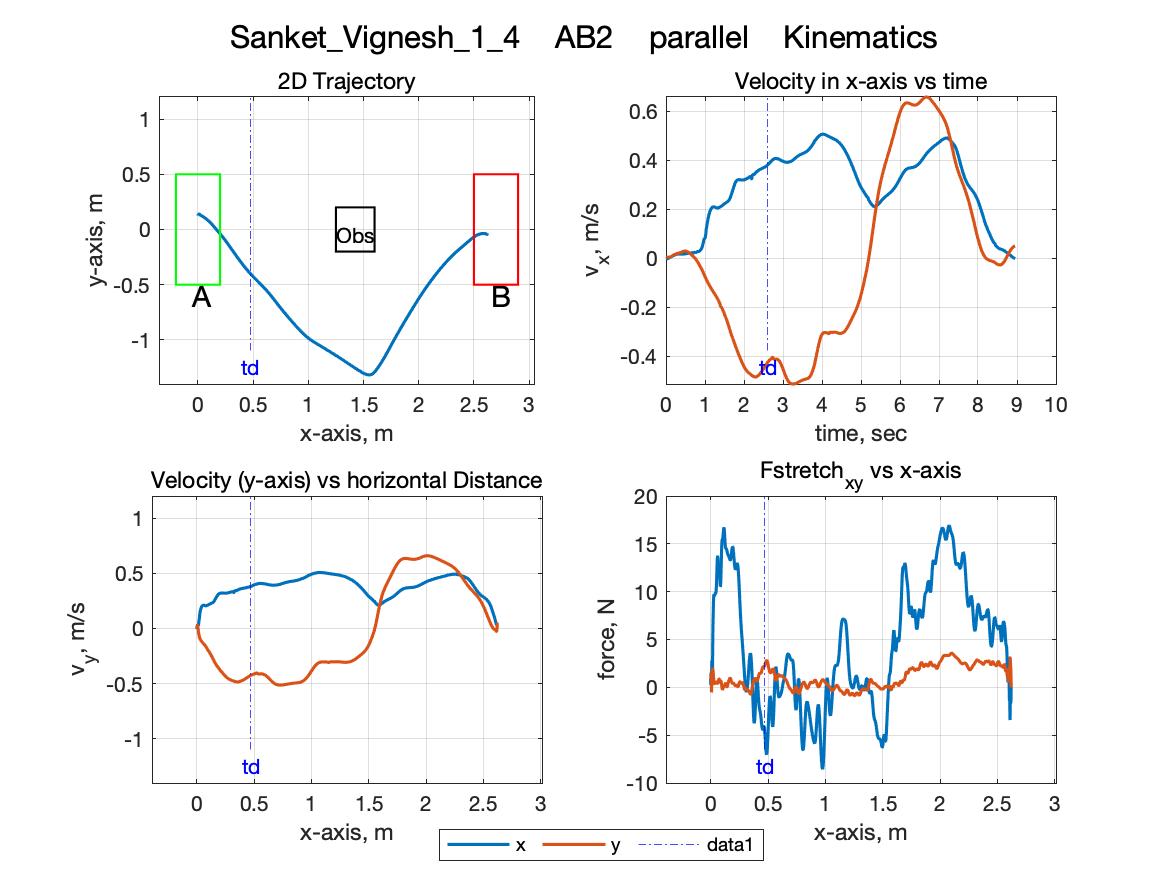 Sanket_Vignesh_1_4 AB2 parallel Kinematics
2D Trajectory
1
0.5
0
-0.5
-1
y-axis, m
A
Obs
B
td
0 0.5 1 1.5 2 2.5 3
x-axis, m
Velocity in x-axis vs time
0.6
0.4
0.2
0
-0.2
-0.4
v_x, m/s
td
0 1 2 3 4 5 6 7 8 9 10
time, sec
Velocity (y-axis) vs horizontal Distance
1
0.5
0
-0.5
-1
v_y, m/s
td
0 0.5 1 1.5 2 2.5 3
x-axis, m
Fstretch_xy vs x-axis
20
15
10
5
0
-5
-10
force, N
td
0 0.5 1 1.5 2 2.5 3
x-axis, m
x y data1